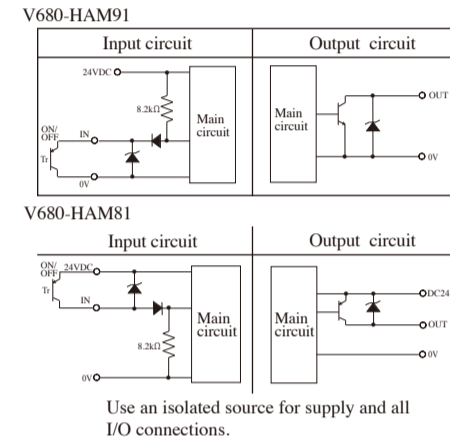 V680-HAM91
Input circuit
Output circuit
24VDC
8.2kΩ
ON/
OFF
IN
Tr
0V
Main
circuit
Main
circuit
OUT
0V
V680-HAM81
Input circuit
Output circuit
ON/
OFF
24VDC
Tr
IN
8.2kΩ
0V
Main
circuit
Main
circuit
DC24
OUT
0V
Use an isolated source for supply and all
I/O connections.